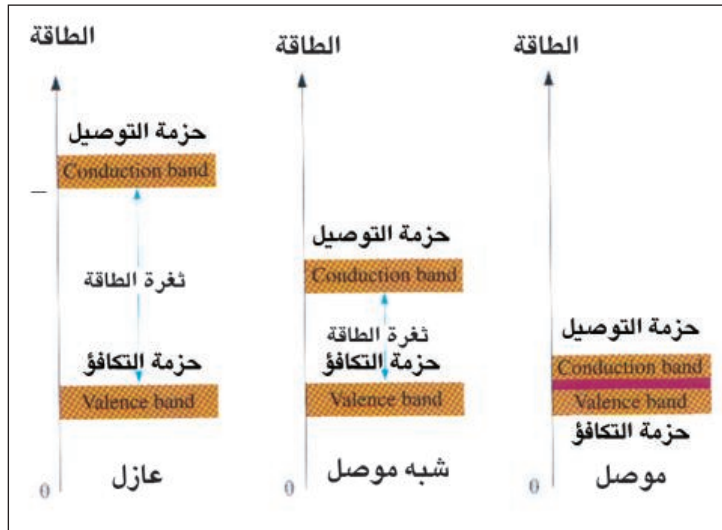 الطاقة
حزمة التوصيل
Conduction band
ثغرة الطاقة
حزمة التكافؤ
Valence band
0
عازل
الطاقة
حزمة التوصيل
Conduction band
ثغرة الطاقة
حزمة التكافؤ
Valence band
0
شبه موصل
الطاقة
حزمة التوصيل
Conduction band
Valence band
حزمة التكافؤ
0
موصل